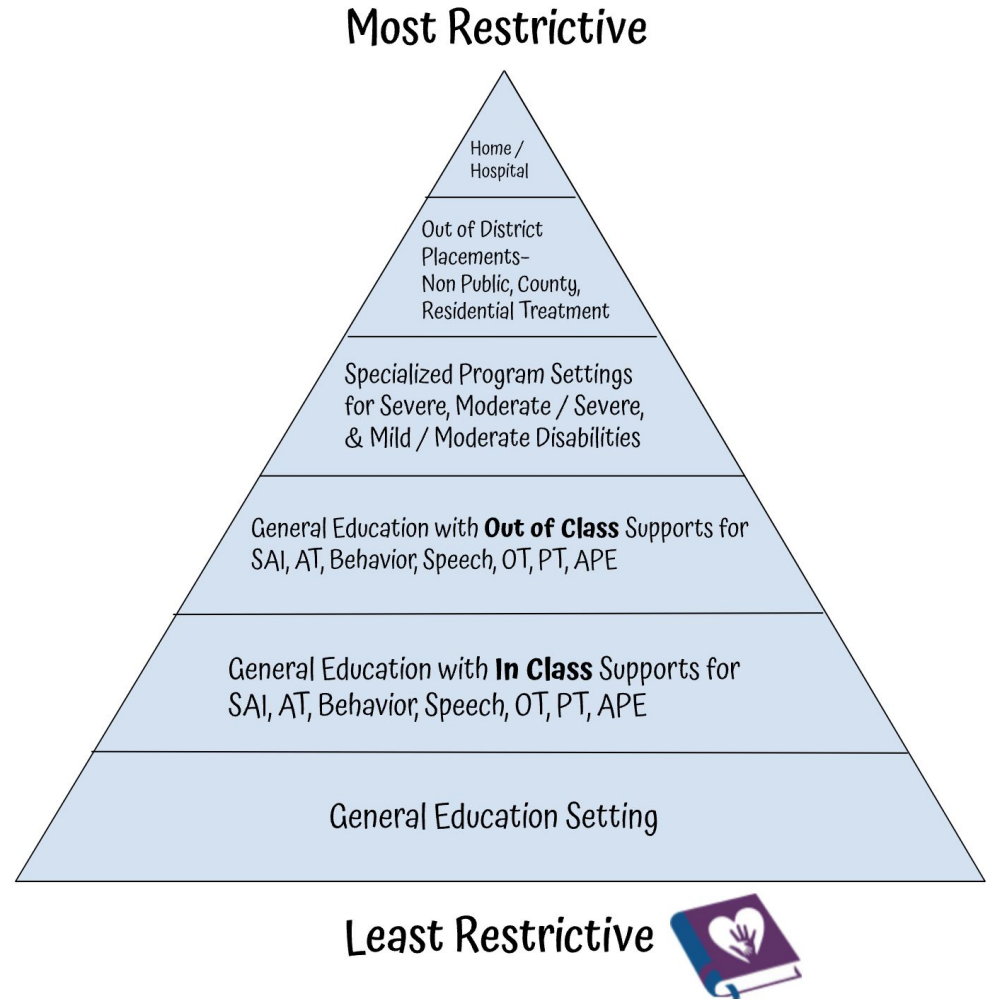 Most Restrictive
Home /
Hospital
Out of District
Placements-
Non Public, County,
Residential Treatment
Specialized Program Settings
for Severe, Moderate / Severe,
& Mild / Moderate Disabilities
General Education with Out of Class Supports for
SAI, AT, Behavior, Speech, OT, PT, APE
General Education with In Class Supports for
SAI, AT, Behavior, Speech, OT, PT, APE
General Education Setting
Least Restrictive